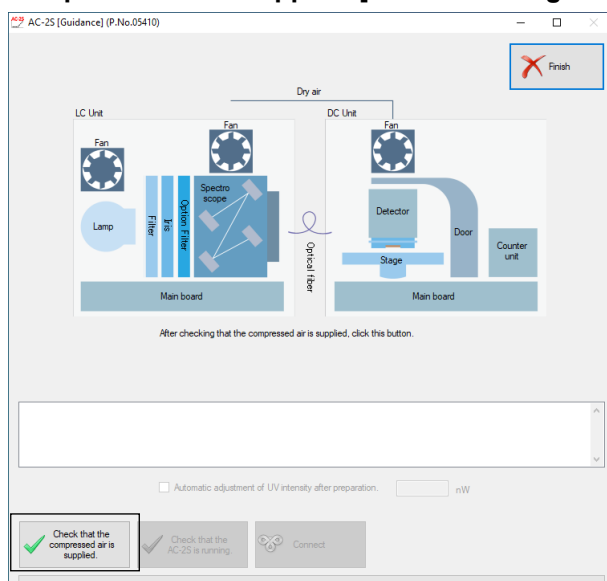 AC-2S [Guidance] (P.No.05410)
Finish
Dry air
LC Unit
DC Unit
Fan
Fan
Fan
Lamp
Filter
Iris
Option Filter
Spectro
scope
Optical fiber
Detector
Stage
Door
Counter
unit
Main board
Main board
After checking that the compressed air is supplied, click this button.
Automatic adjustment of UV intensity after preparation.
nW
Check that the
compressed air is
supplied.
Check that the
AC-2S is running.
Connect